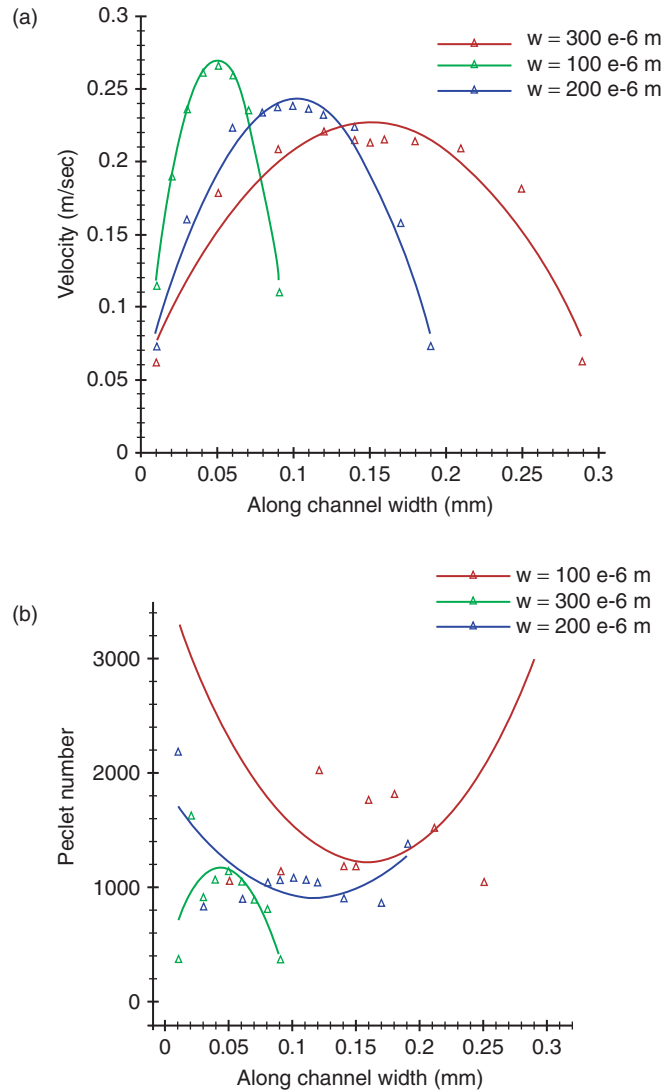 (a)
w = 300 e-6 m
w = 100 e-6 m
w = 200 e-6 m
0.3
0.25
0.2
0.15
0.1
0.05
0
Velocity (m/sec)
0 0.05 0.1 0.15 0.2 0.25 0.3
Along channel width (mm)
(b)
w = 100 e-6 m
w = 300 e-6 m
w = 200 e-6 m
3000
2000
1000
0
Peclet number
0 0.05 0.1 0.15 0.2 0.25 0.3
Along channel width (mm)